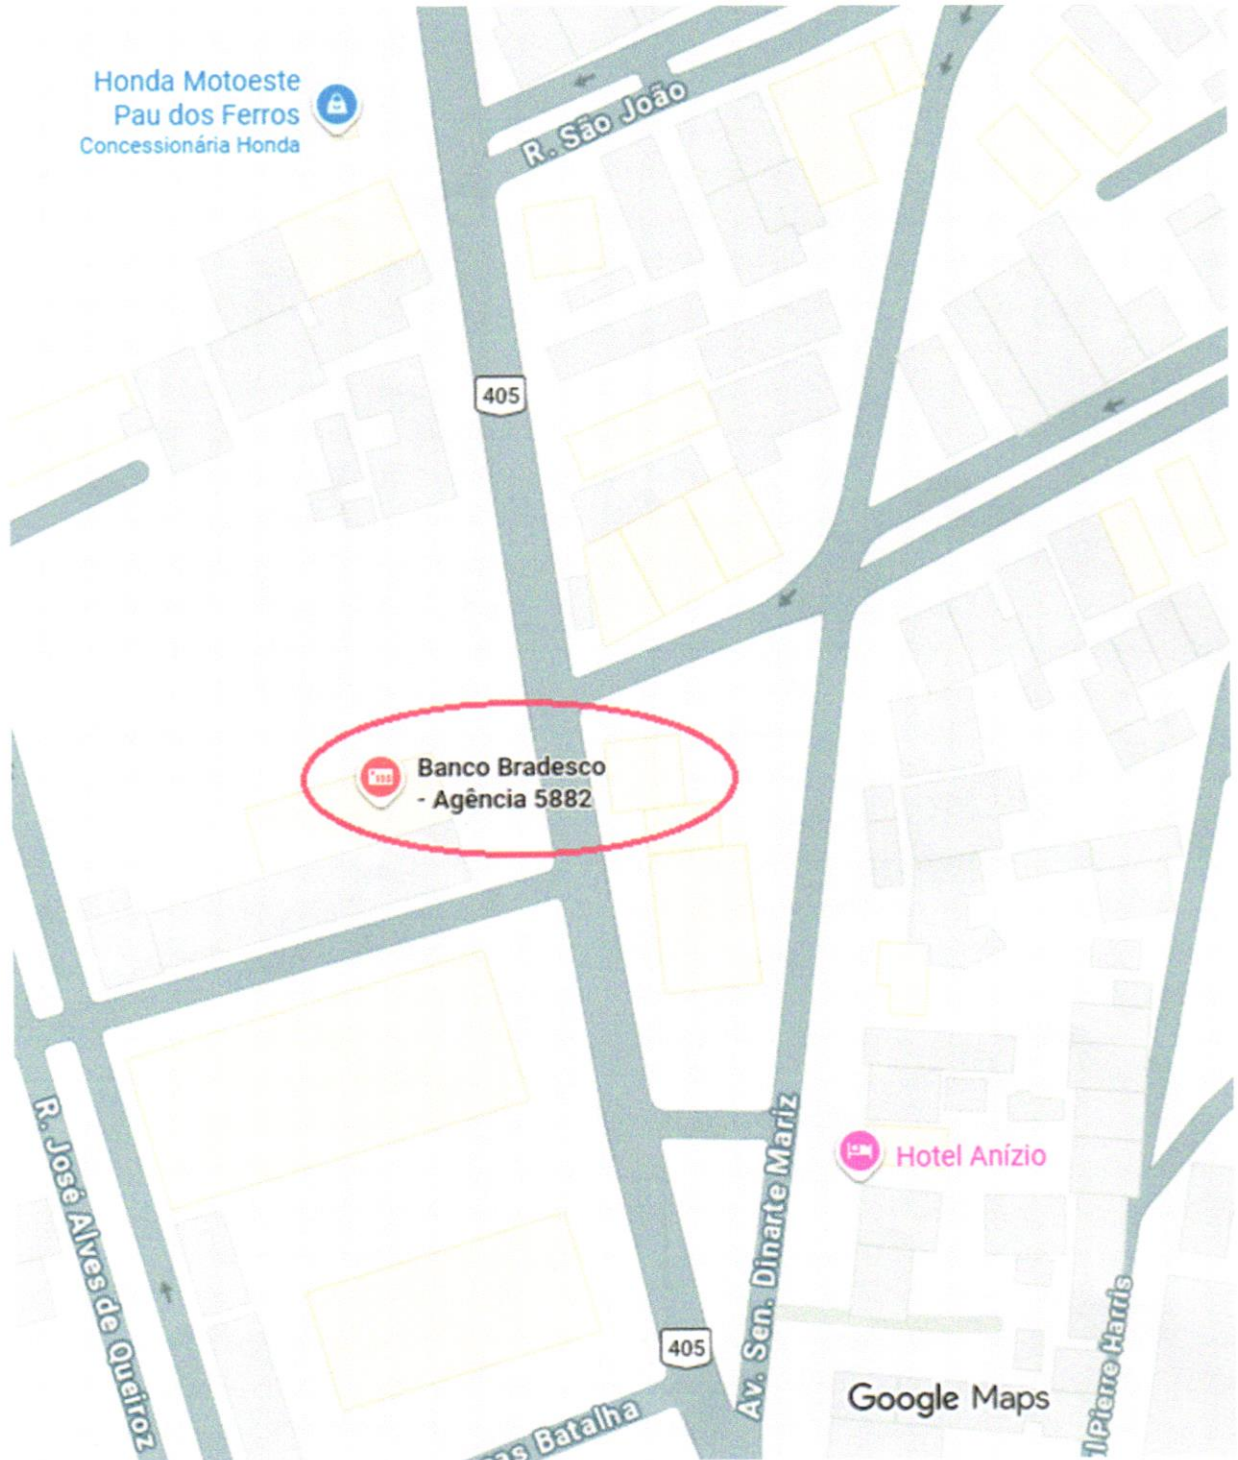 Honda Motoeste
Pau dos Ferros
Concessionária Honda
R. São João
405
Banco Bradesco
- Agência 5882
R. José Alves de Queiroz
Av. Sen. Dinarte Mariz
Hotel Anízio
405
Batalha
Pierre Harris
Google Maps